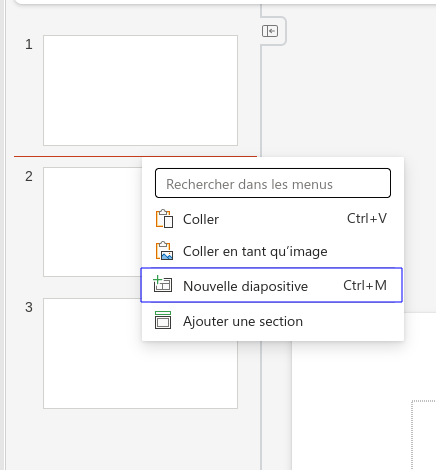 1
2
Rechercher dans les menus
Coller Ctrl+V
Coller en tant qu’image
Nouvelle diapositive Ctrl+M
3
Ajouter une section